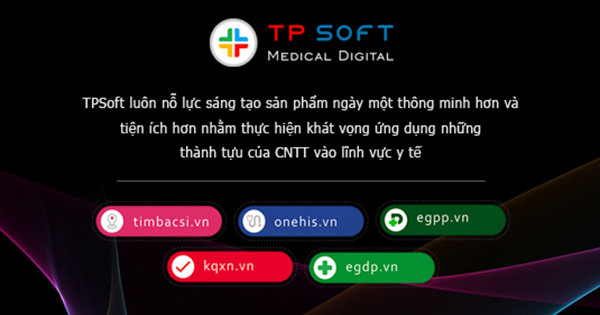 TP SOFT
MEDICAL DIGITAL
TPSoft luôn nỗ lực sáng tạo sản phẩm ngày một thông minh hơn và
tiện ích hơn nhằm thực hiện khát vọng ứng dụng những
thành tựu của CNTT vào lĩnh vực y tế
timbacsi.vn
onehis.vn
egpp.vn
kqxn.vn
egdp.vn